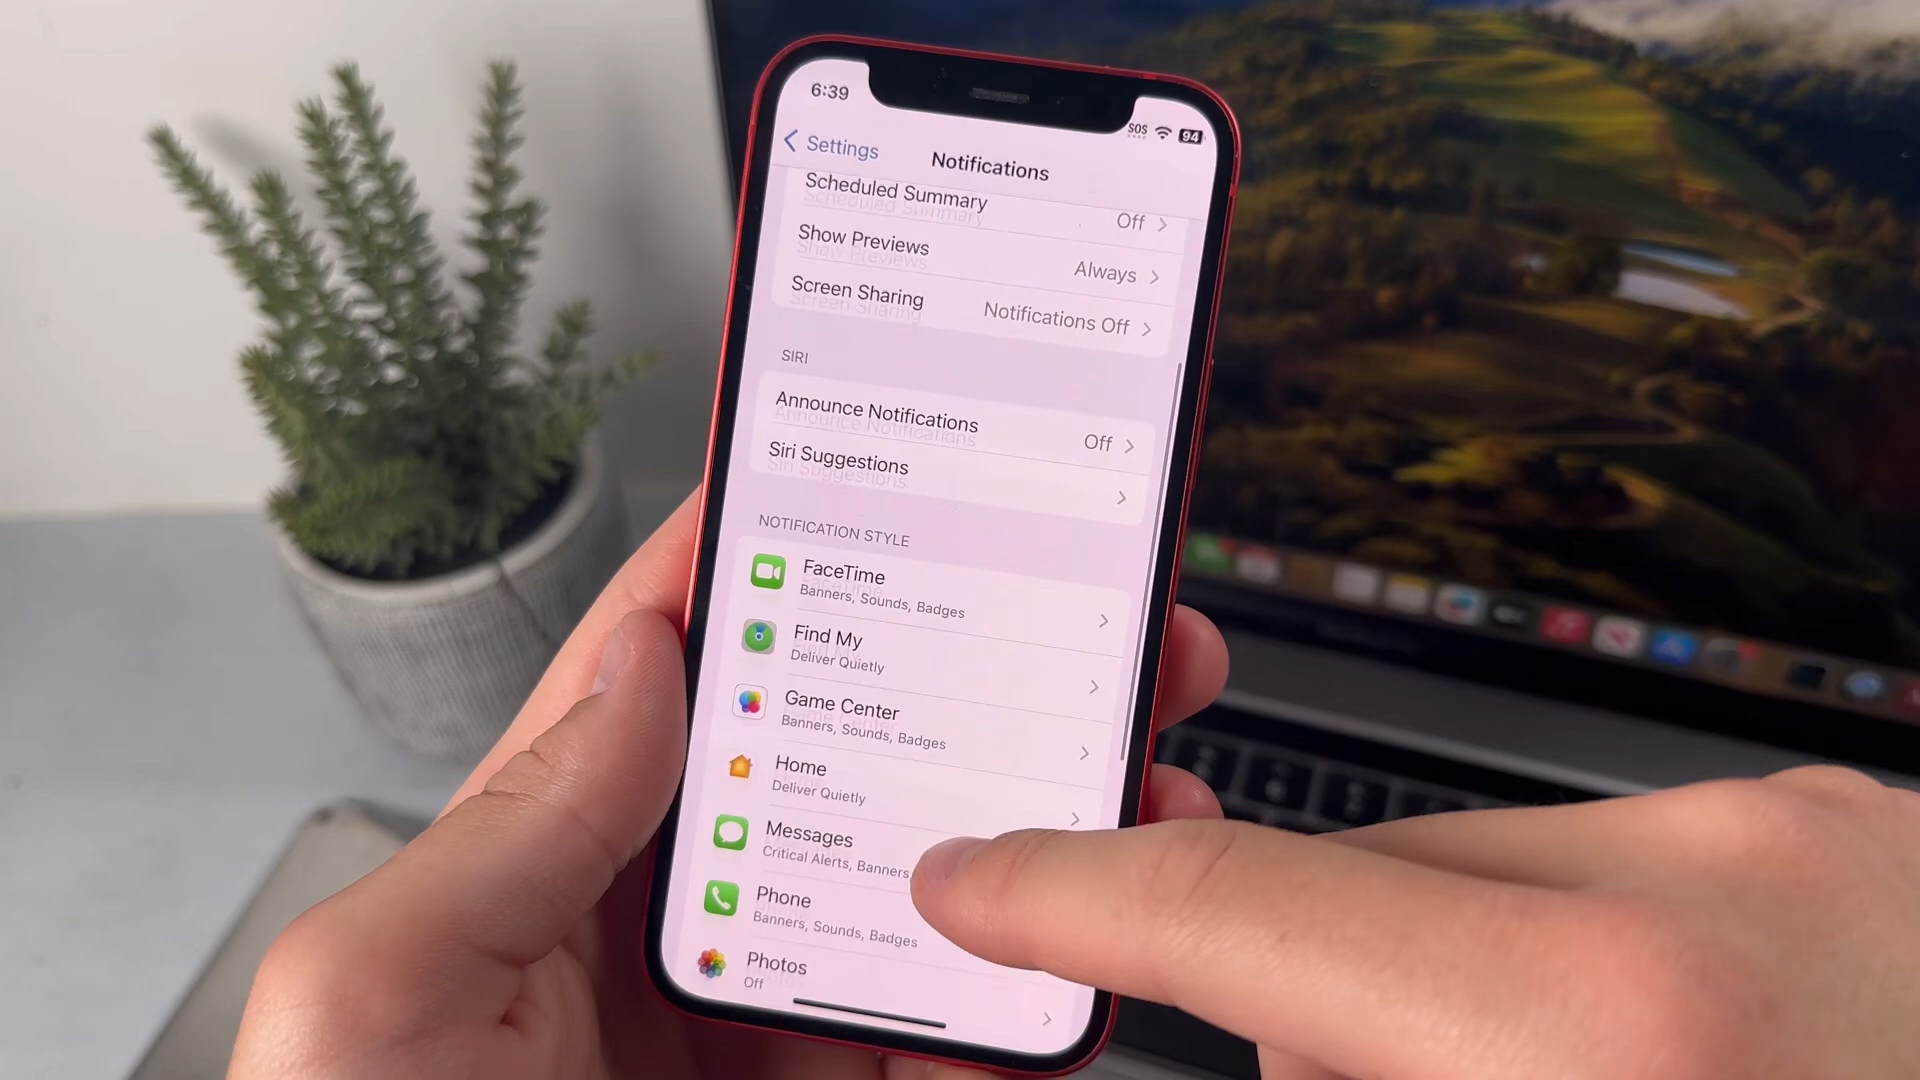 6:39
SOS
94
Settings
Notifications
Scheduled Summary
Off
Show Previews
Always
Screen Sharing
Notifications Off
SIRI
Announce Notifications
Off
Siri Suggestions
NOTIFICATION STYLE
FaceTime
Banners, Sounds, Badges
Find My
Deliver Quietly
Game Center
Banners, Sounds, Badges
Home
Deliver Quietly
Messages
Critical Alerts, Banners,
Phone
Banners, Sounds, Badges
Photos
Off